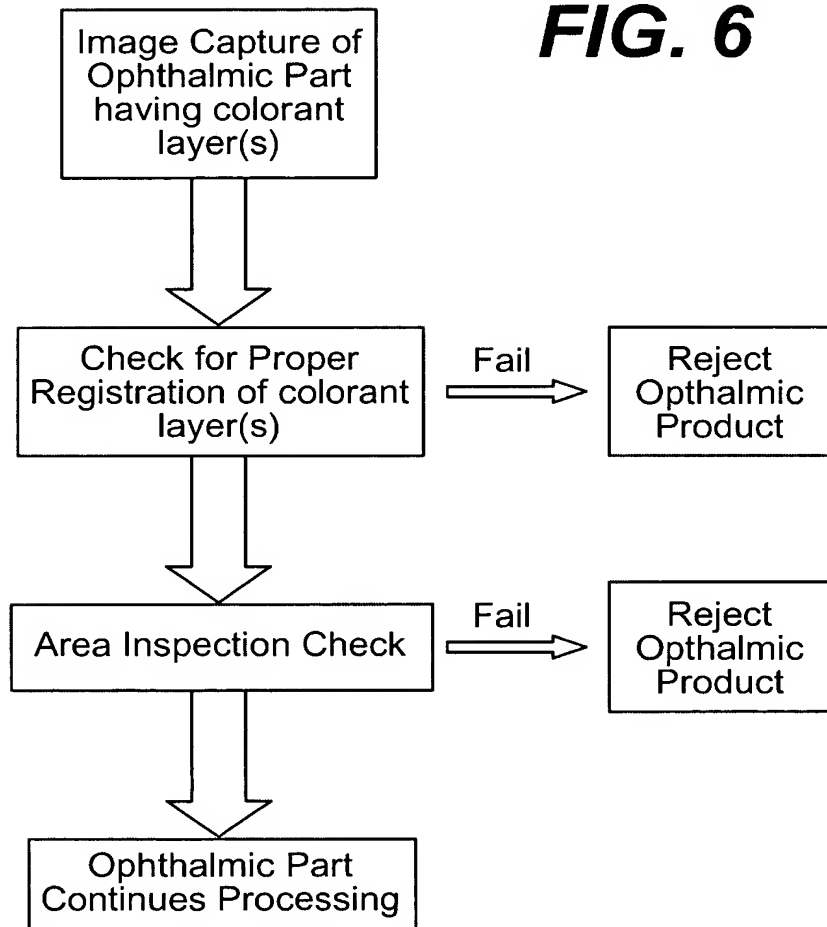 FIG. 6
Image Capture of
Ophthalmic Part
having colorant
layer(s)
Check for Proper
Registration of colorant
layer(s)
Fail
Reject
Opthalmic
Product
Area Inspection Check
Fail
Reject
Opthalmic
Product
Ophthalmic Part
Continues Processing